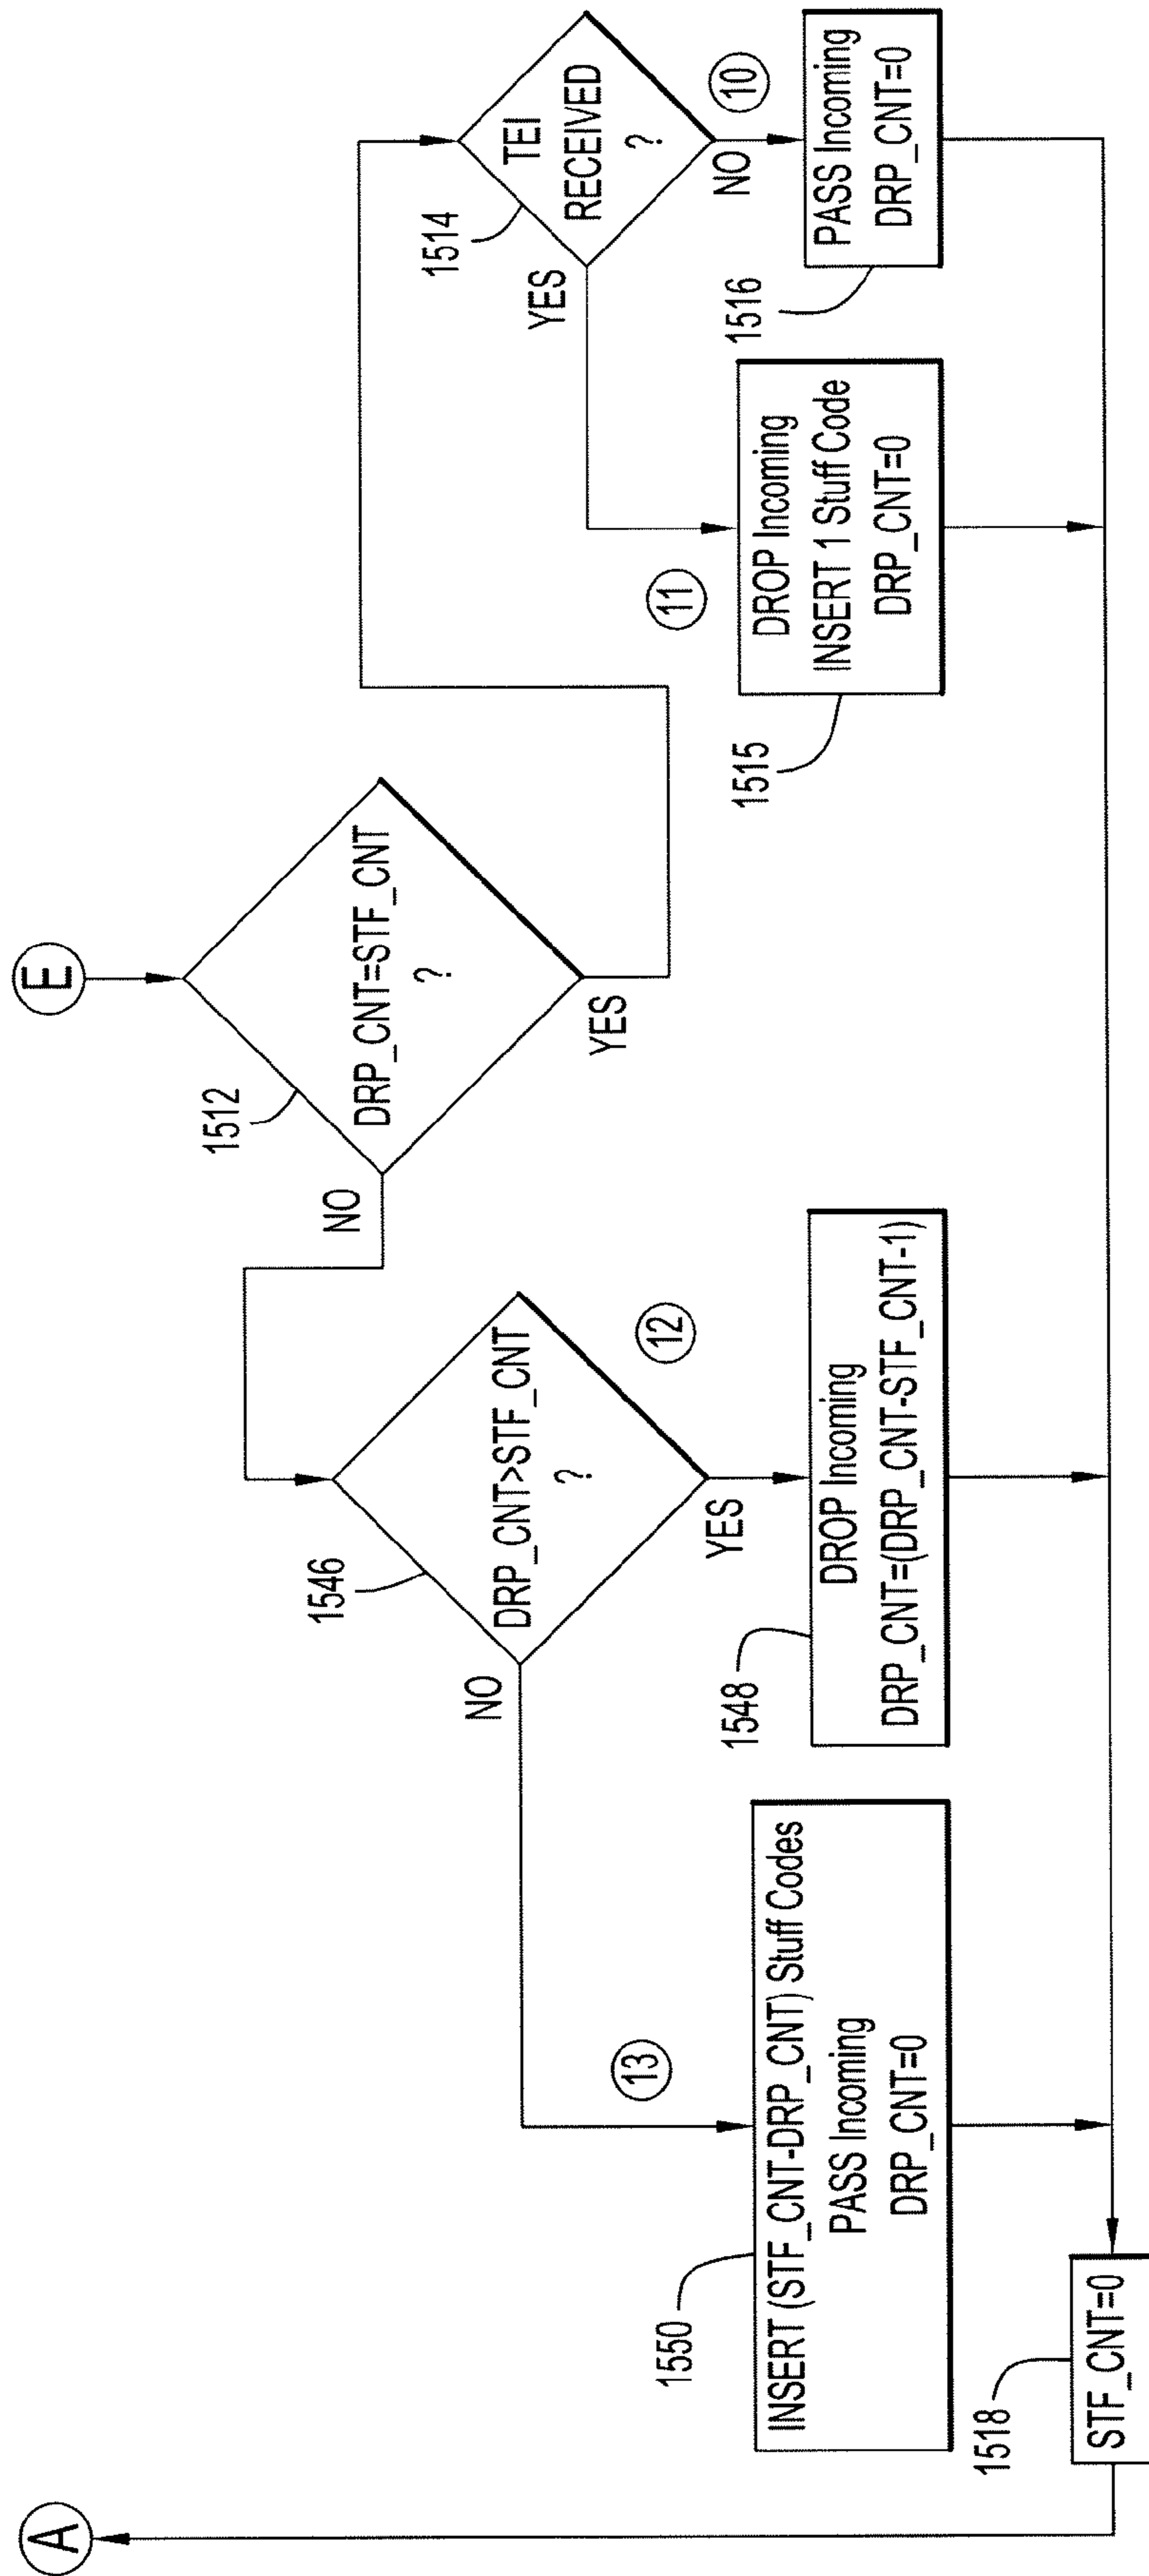 A
E
1512
DRP_CNT=STF_CNT
?
NO
YES
1514
TEI
RECEIVED
?
YES
NO
1546
DRP_CNT>STF_CNT
?
NO
YES
13
12
11
10
1550
INSERT (STF_CNT-DRP_CNT) Stuff Codes
PASS Incoming
DRP_CNT=0
1548
DROP Incoming
DRP_CNT=(DRP_CNT-STF_CNT-1)
1515
DROP Incoming
INSERT 1 Stuff Code
DRP_CNT=0
1516
PASS Incoming
DRP_CNT=0
1518
STF_CNT=0